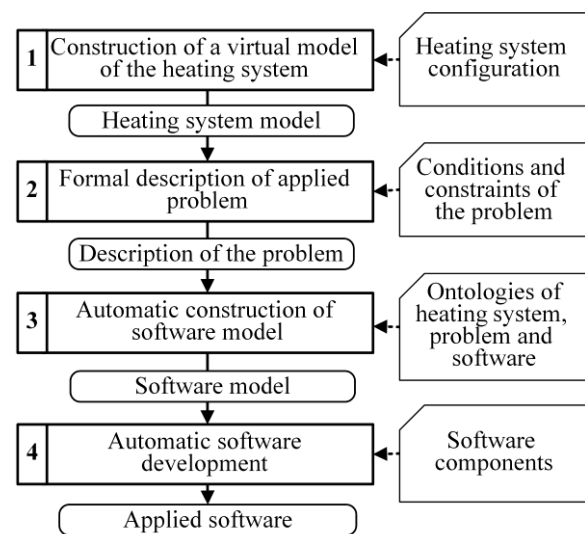 1
Construction of a virtual model
of the heating system
Heating system
configuration
Heating system model
2
Formal description of applied
problem
Conditions and
constraints of
the problem
Description of the problem
3
Automatic construction of
software model
Ontologies of
heating system,
problem and
software
Software model
4
Automatic software
development
Software
components
Applied software